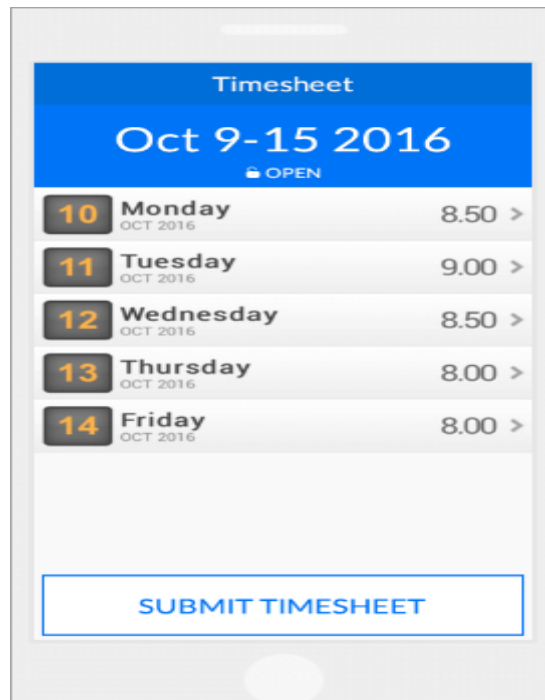 Timesheet
Oct 9-15 2016
OPEN
10 Monday 8.50 >
OCT 2016
11 Tuesday 9.00 >
OCT 2016
12 Wednesday 8.50 >
OCT 2016
13 Thursday 8.00 >
OCT 2016
14 Friday 8.00 >
OCT 2016
SUBMIT TIMESHEET